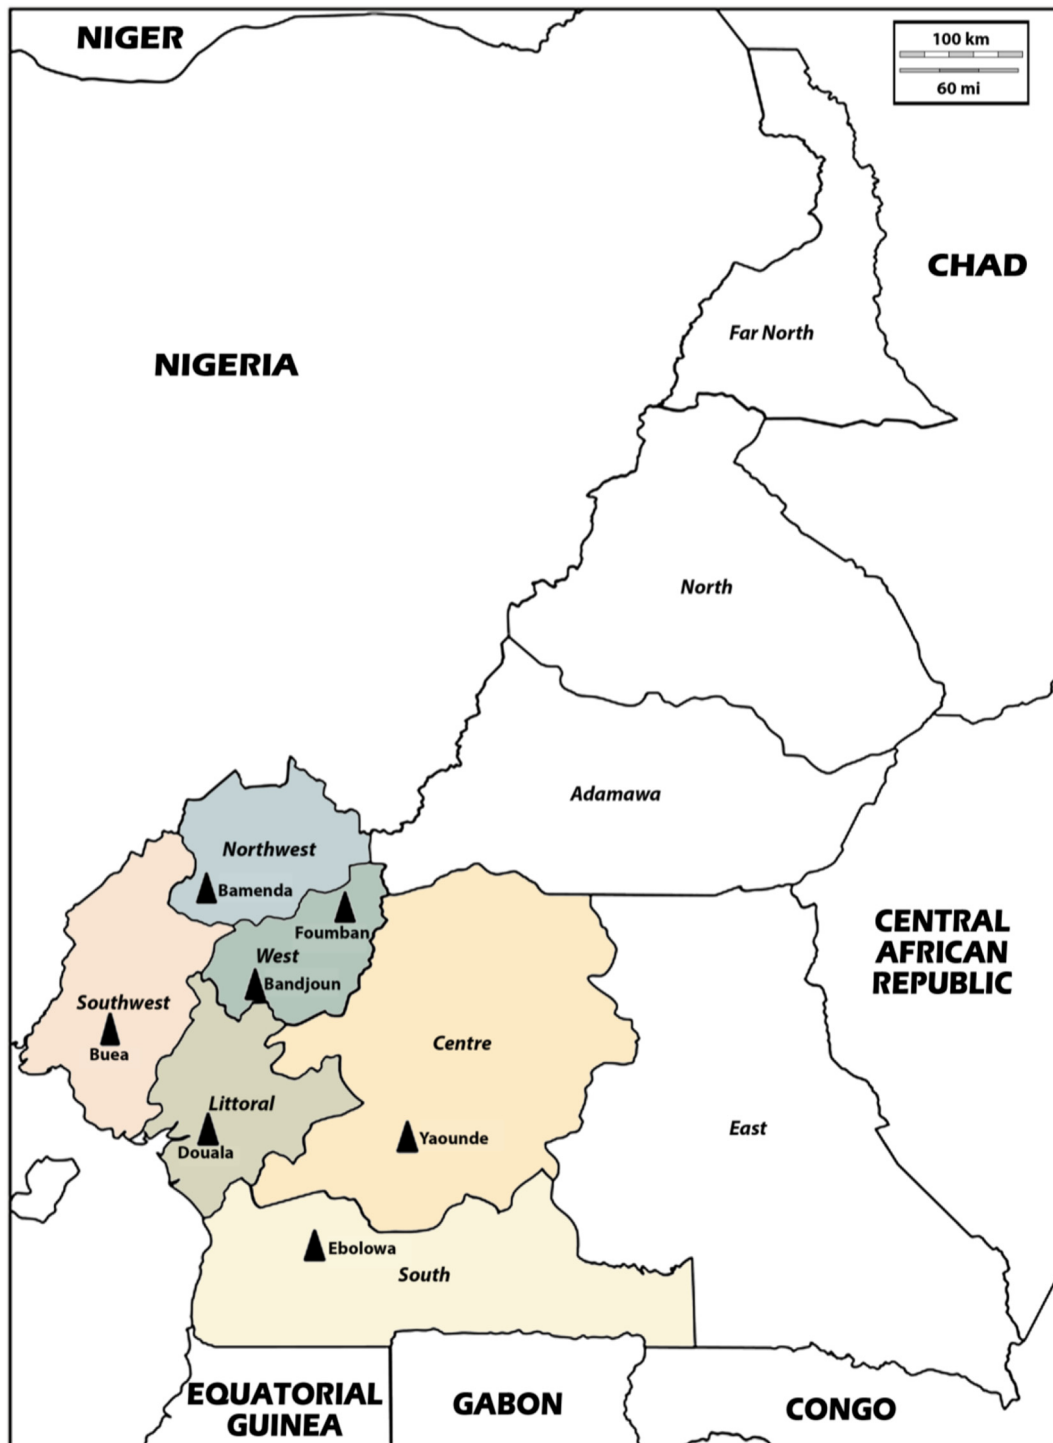 NIGER
100 km
60 mi
CHAD
Far North
NIGERIA
North
Adamawa
Northwest
Bamenda
CENTRAL
AFRICAN
REPUBLIC
Foumban
West
Bandjoun
Southwest
Buea
Centre
Littoral
Douala
Yaounde
East
Ebolowa
South
EQUATORIAL
GUINEA
GABON
CONGO